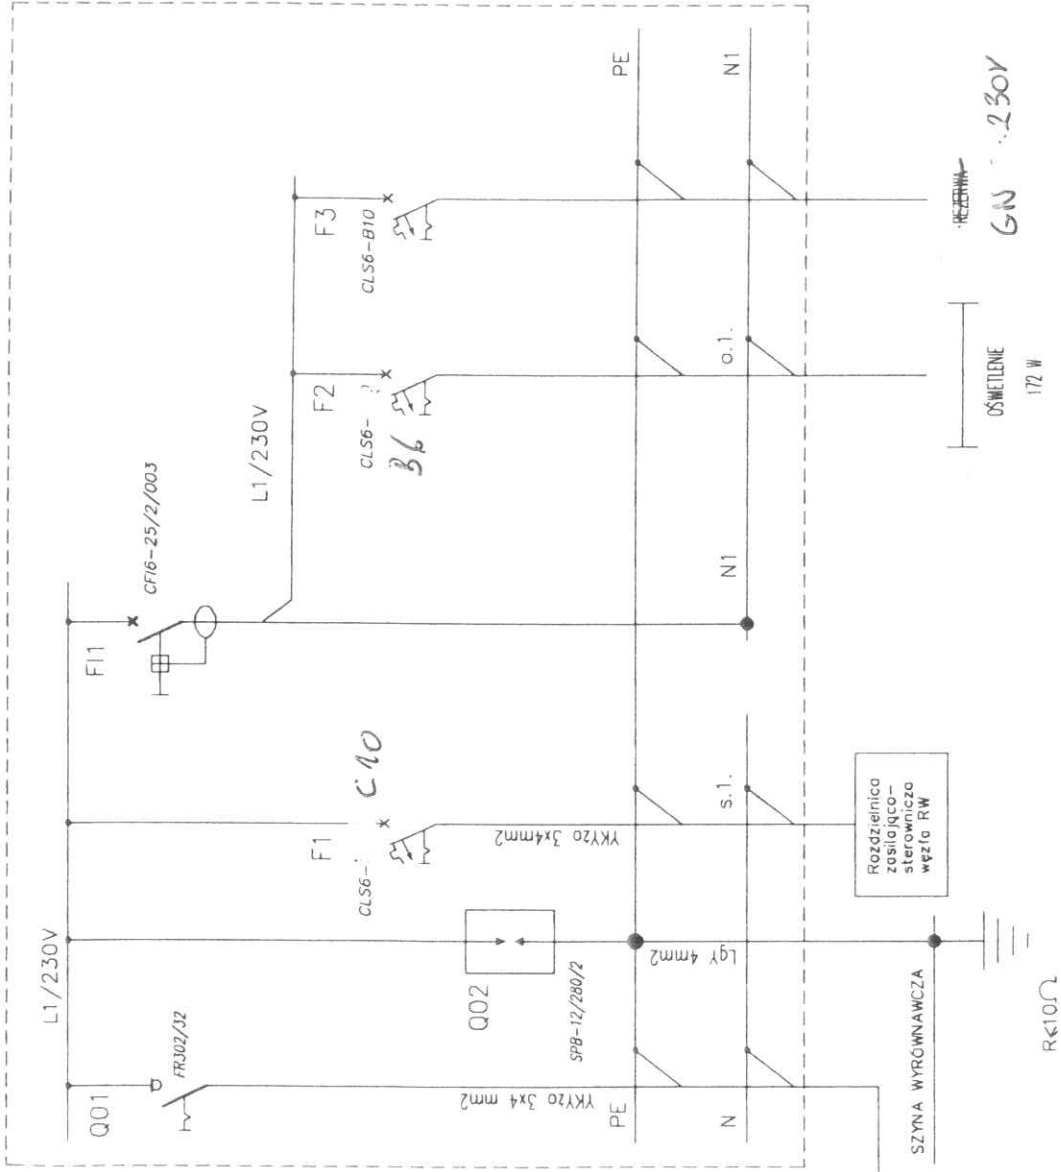 L1/230V
Q01
FR302/32
YKYżo 3x4 mm2
PE
N
Q02
SPB-12/280/2
LgY 4mm2
SZYNA WYRÓWNAWCZA
R≤10Ω
F1
CLS6-
C10
YKYżo 3x4mm2
s.1.
Rozdzielnica
zasilająco-
sterownicza
węzła RW
FI1
CFI6-25/2/003
L1/230V
N1
F2
CLS6-
B6
o.1.
OŚWIETLENIE
172 W
F3
CLS6-B10
PE
N1
REZERWA
GN 230V